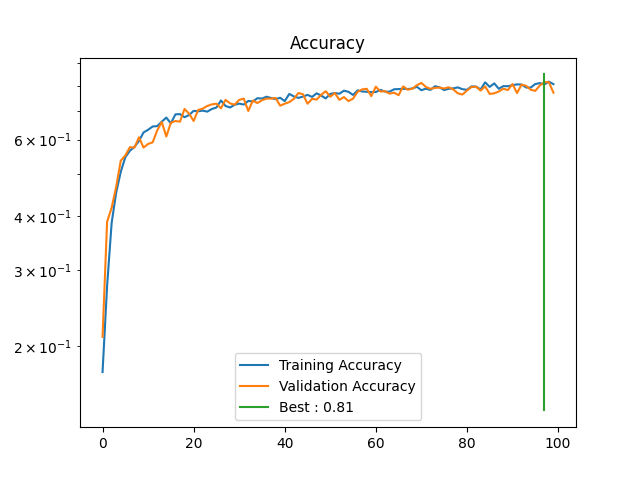 Accuracy
6 × 10⁻¹
4 × 10⁻¹
3 × 10⁻¹
2 × 10⁻¹
Training Accuracy
Validation Accuracy
Best : 0.81
0 20 40 60 80 100